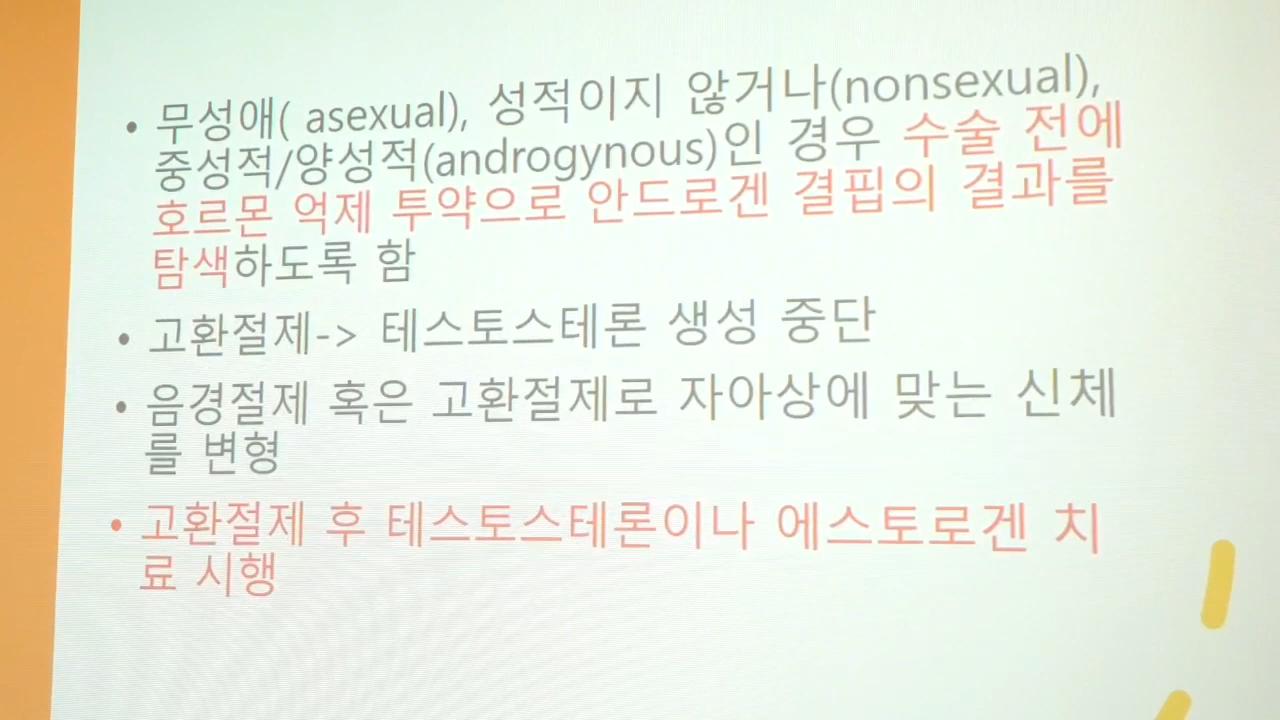 • 무성애( asexual), 성적이지 않거나(nonsexual),
중성적/양성적(androgynous)인 경우 수술 전에
호르몬 억제 투약으로 안드로겐 결핍의 결과를
탐색하도록 함
• 고환절제-> 테스토스테론 생성 중단
• 음경절제 혹은 고환절제로 자아상에 맞는 신체
를 변형
• 고환절제 후 테스토스테론이나 에스토로겐 치
료 시행